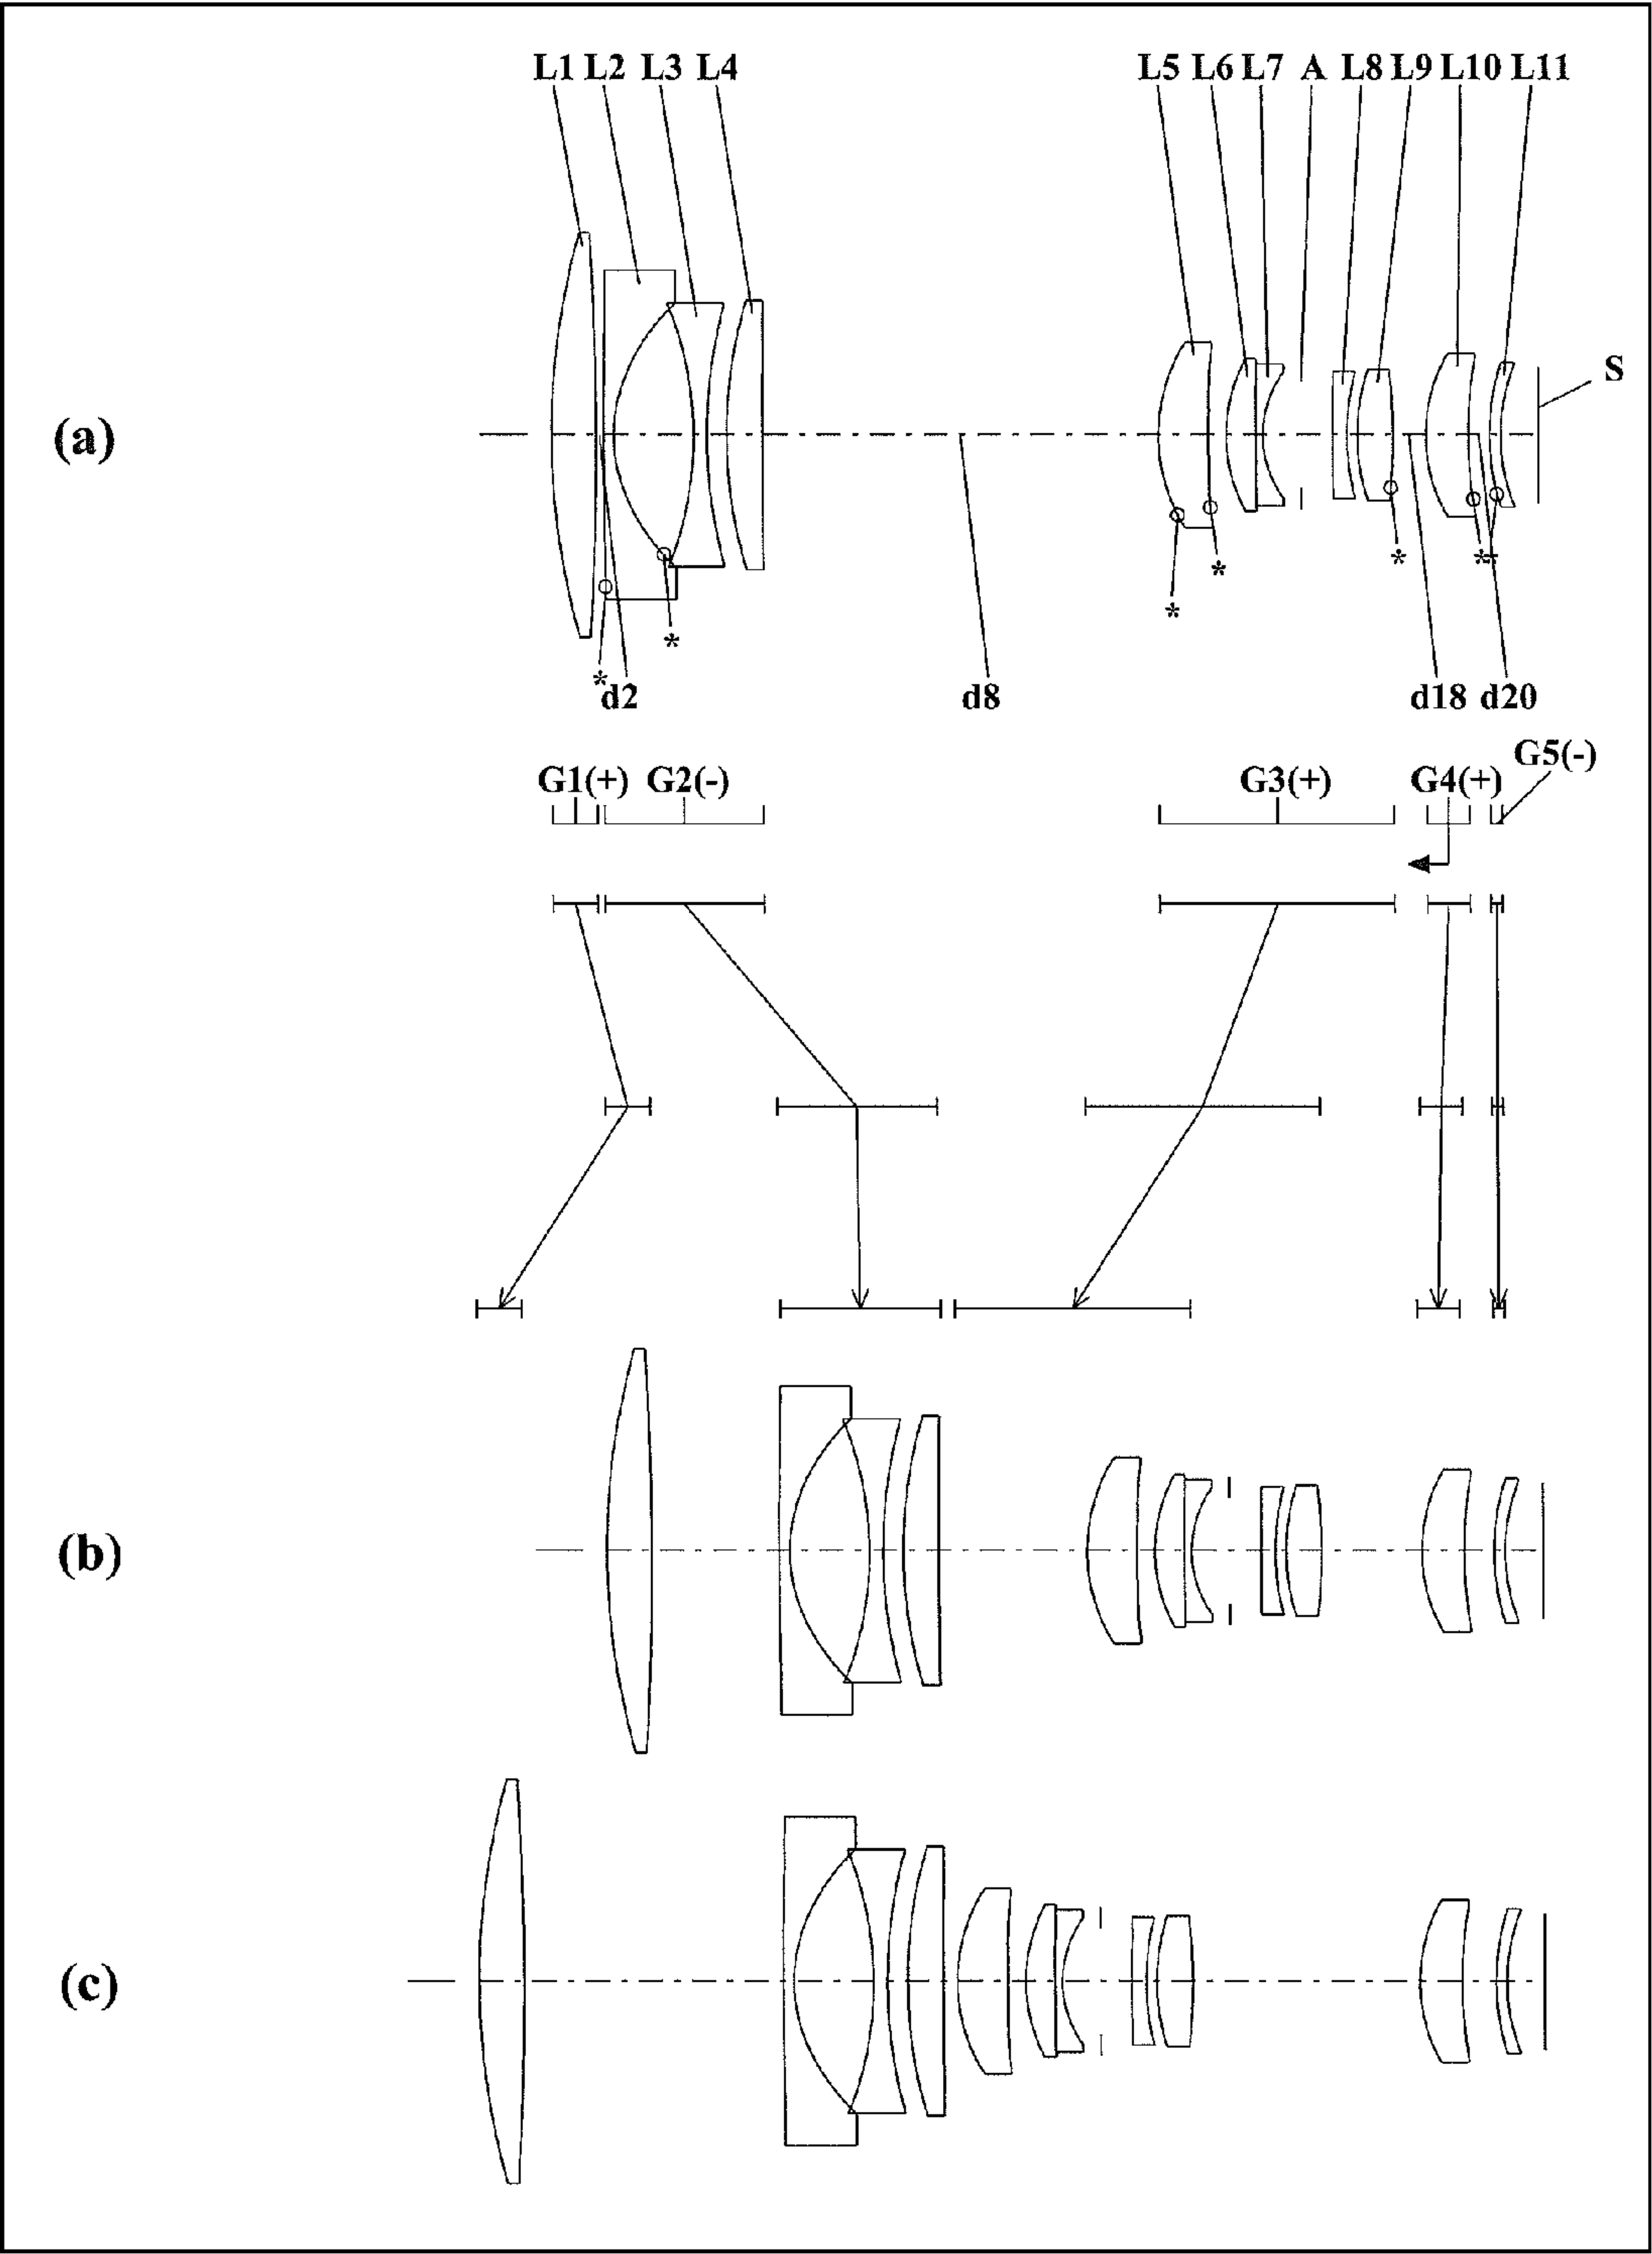 L1 L2 L3 L4 L5 L6 L7 A L8 L9 L10 L11
S
(a)
* * * * * * *
d2 d8 d18 d20
G1(+) G2(-) G3(+) G4(+) G5(-)
(b)
(c)